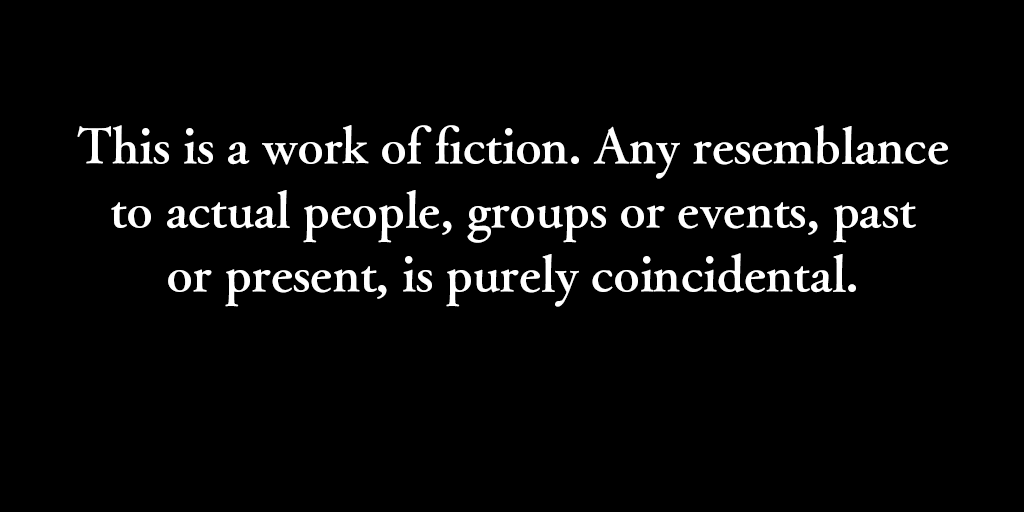 This is a work of fiction. Any resemblance
to actual people, groups or events, past
or present, is purely coincidental.